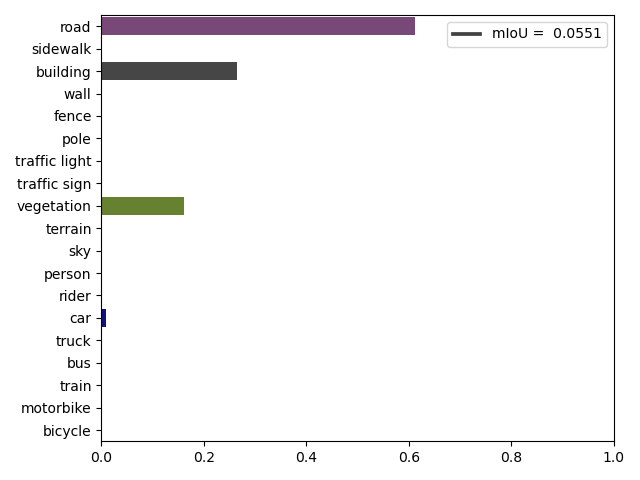 road
sidewalk
building
wall
fence
pole
traffic light
traffic sign
vegetation
terrain
sky
person
rider
car
truck
bus
train
motorbike
bicycle
mIoU = 0.0551
0.0 0.2 0.4 0.6 0.8 1.0